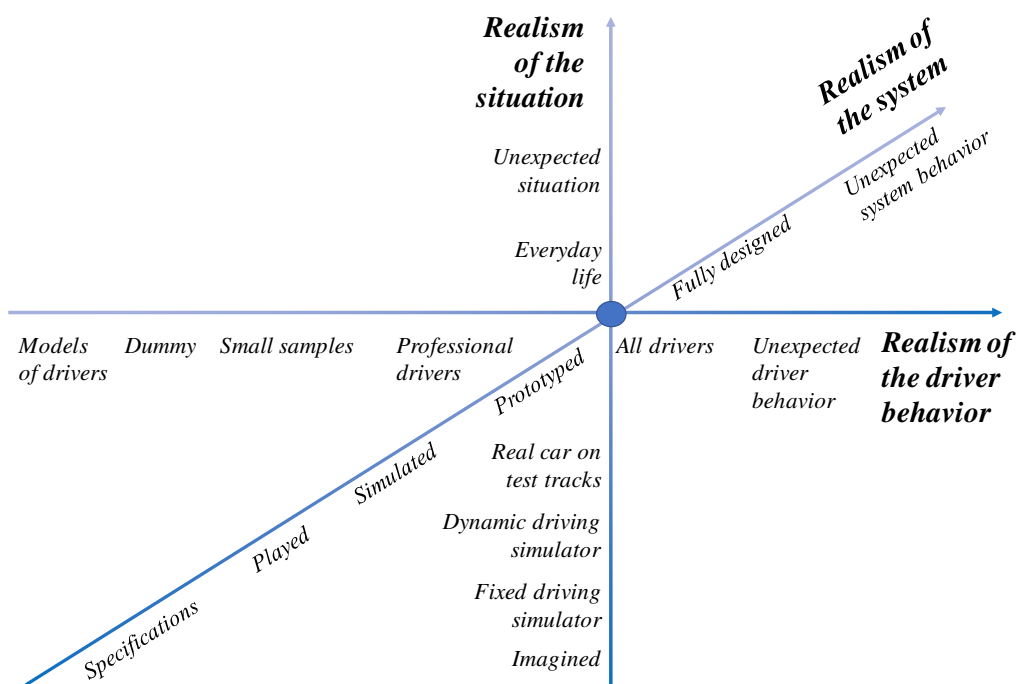 Realism
of the
situation
Realism of
the system
Unexpected
situation
Unexpected
system behavior
Everyday
life
Fully designed
Models
of drivers
Dummy
Small samples
Professional
drivers
All drivers
Unexpected
driver
behavior
Realism of
the driver
behavior
Prototyped
Simulated
Played
Specifications
Real car on
test tracks
Dynamic driving
simulator
Fixed driving
simulator
Imagined